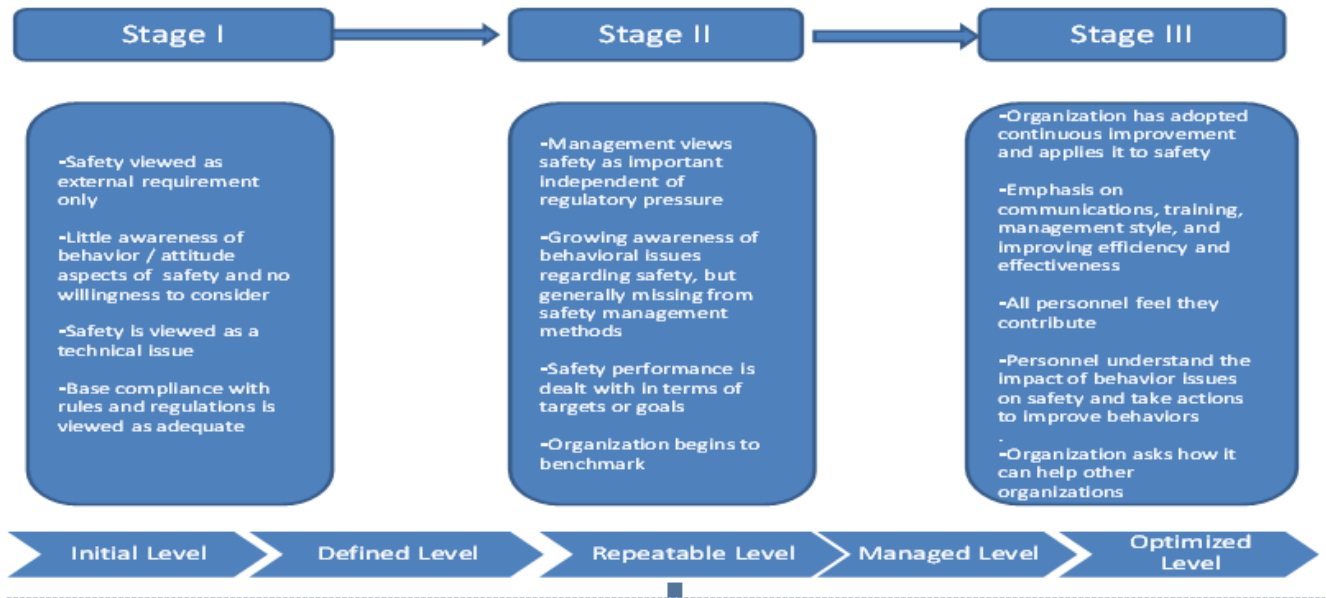 Stage I
Stage II
Stage III
-Safety viewed as
external requirement
only
-Little awareness of
behavior / attitude
aspects of safety and no
willingness to consider
-Safety is viewed as a
technical issue
-Base compliance with
rules and regulations is
viewed as adequate
-Management views
safety as important
independent of
regulatory pressure
-Growing awareness of
behavioral issues
regarding safety, but
generally missing from
safety management
methods
-Safety performance is
dealt with in terms of
targets or goals
-Organization begins to
benchmark
-Organization has adopted
continuous improvement
and applies it to safety
-Emphasis on
communications, training,
management style, and
improving efficiency and
effectiveness
-All personnel feel they
contribute
-Personnel understand the
impact of behavior issues
on safety and take actions
to improve behaviors
.
-Organization asks how it
can help other
organizations
Initial Level
Defined Level
Repeatable Level
Managed Level
Optimized
Level